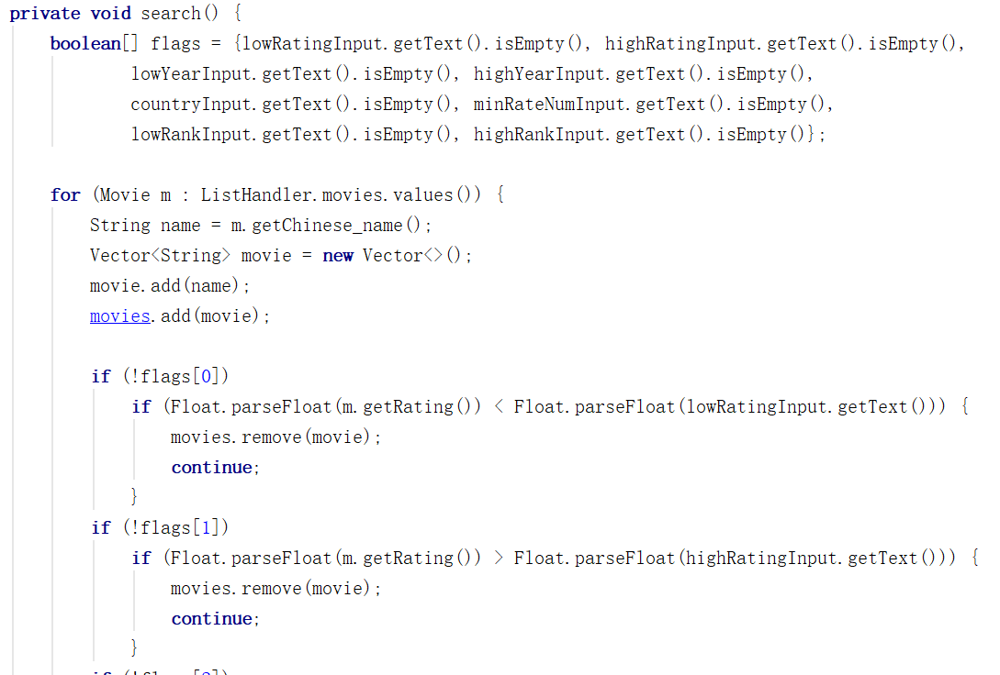 private void search() {
boolean[] flags = {lowRatingInput.getText().isEmpty(), highRatingInput.getText().isEmpty(),
lowYearInput.getText().isEmpty(), highYearInput.getText().isEmpty(),
countryInput.getText().isEmpty(), minRateNumInput.getText().isEmpty(),
lowRankInput.getText().isEmpty(), highRankInput.getText().isEmpty()};
for (Movie m : ListHandler.movies.values()) {
String name = m.getChinese_name();
Vector<String> movie = new Vector<>();
movie.add(name);
movies.add(movie);
if (!flags[0])
if (Float.parseFloat(m.getRating()) < Float.parseFloat(lowRatingInput.getText())) {
movies.remove(movie);
continue;
}
if (!flags[1])
if (Float.parseFloat(m.getRating()) > Float.parseFloat(highRatingInput.getText())) {
movies.remove(movie);
continue;
}